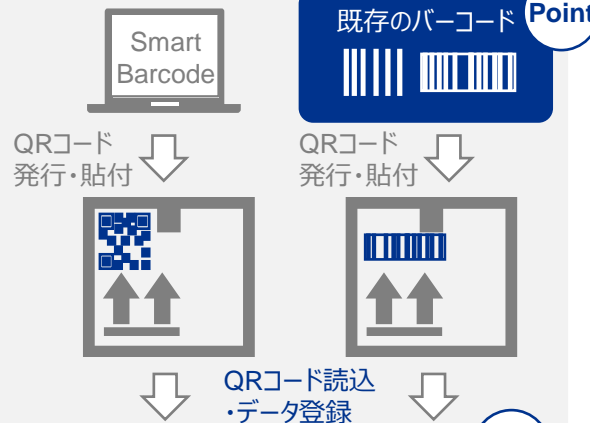 Smart
Barcode
既存のバーコード
Point
QRコード
発行・貼付
QRコード
発行・貼付
QRコード読込
・データ登録